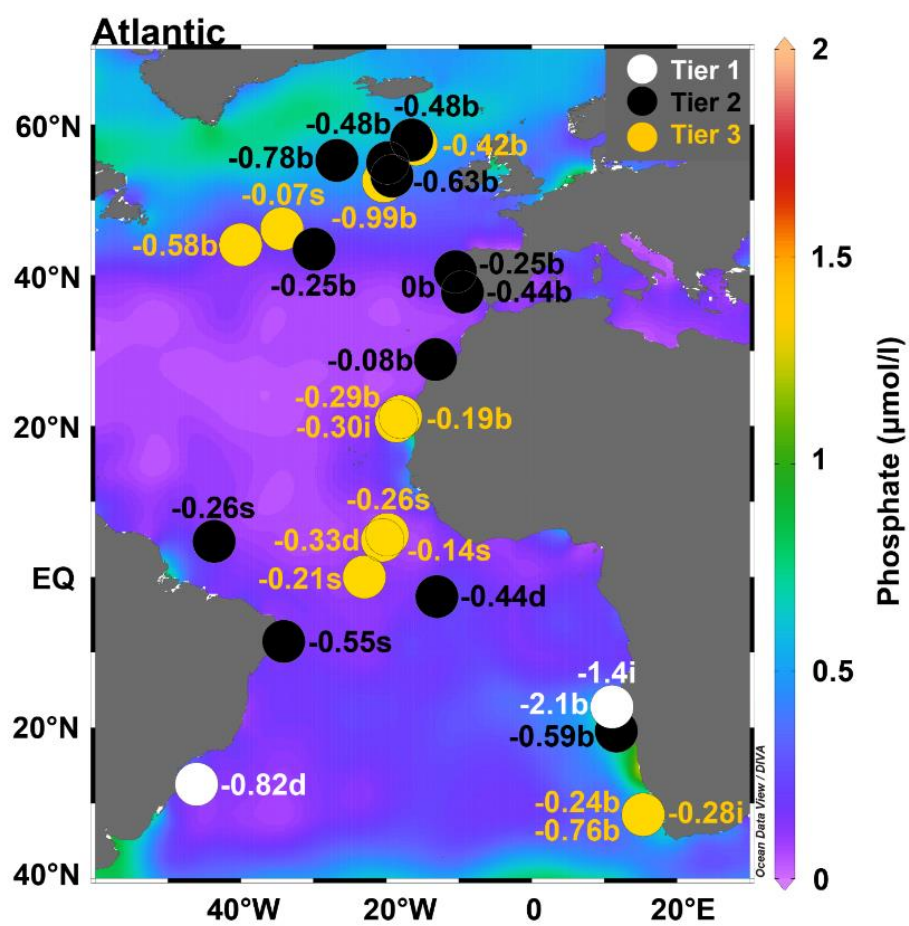 Atlantic
Tier 1
Tier 2
Tier 3
-0.48b
-0.48b
-0.42b
-0.78b
-0.63b
-0.07s
-0.99b
-0.58b
-0.25b
-0.25b
0b
-0.44b
-0.08b
-0.29b
-0.30i
-0.19b
-0.26s
-0.26s
-0.33d
-0.14s
-0.21s
-0.44d
-0.55s
-1.4i
-2.1b
-0.59b
-0.82d
-0.24b
-0.28i
-0.76b
60°N
40°N
20°N
EQ
20°N
40°N
40°W
20°W
0
20°E
Ocean Data View / DIVA
2
1.5
1
0.5
0
Phosphate (µmol/l)